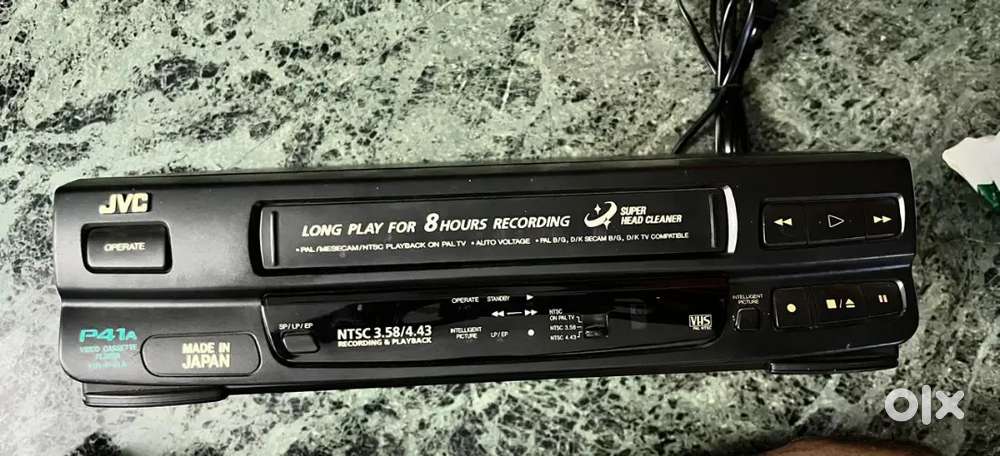 JVC
OPERATE
LONG PLAY FOR 8 HOURS RECORDING
SUPER
HEAD CLEANER
• PAL/MESECAM/NTSC PLAYBACK ON PAL TV • AUTO VOLTAGE • PAL B/G, D/K SECAM B/G, D/K TV COMPATIBLE
P41A
VIDEO CASSETTE
PLAYER
MADE IN
JAPAN
SP/LP/EP
NTSC 3.58/4.43
RECORDING & PLAYBACK
OPERATE STANDBY
INTELLIGENT
PICTURE
LP/EP
NTSC
ON PAL TV
NTSC 3.58
NTSC 4.43
VHS
PAL NTSC
INTELLIGENT
PICTURE
olx